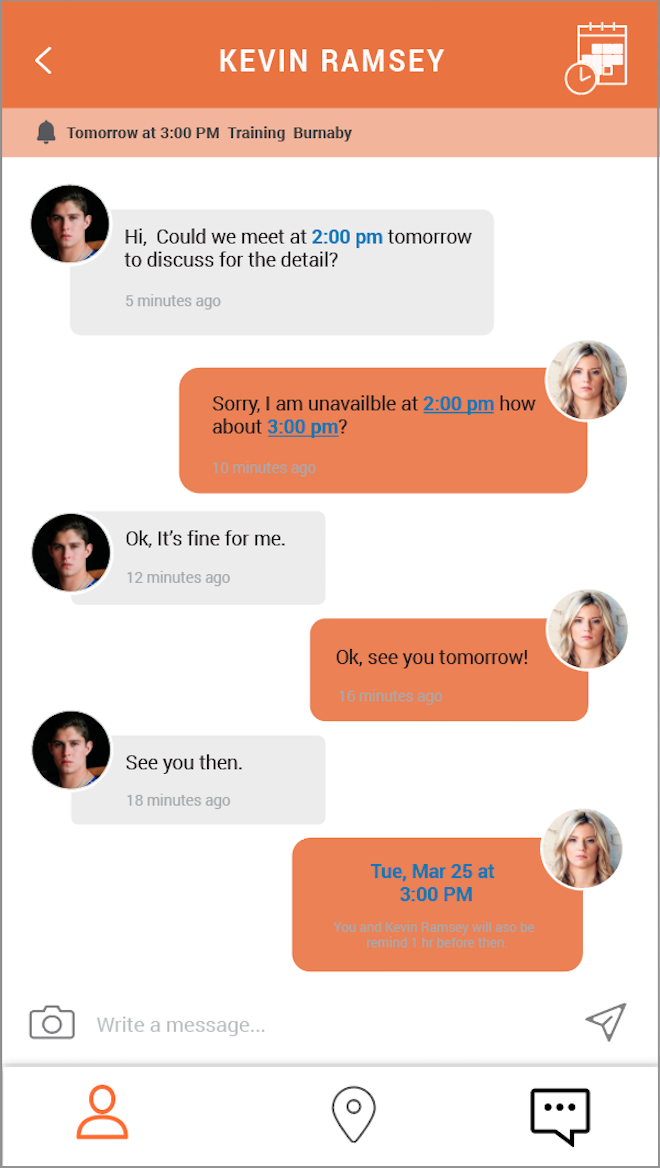 KEVIN RAMSEY
Tomorrow at 3:00 PM Training Burnaby
Hi, Could we meet at 2:00 pm tomorrow
to discuss for the detail?
5 minutes ago
Sorry, I am unavailble at 2:00 pm how
about 3:00 pm?
10 minutes ago
Ok, It's fine for me.
12 minutes ago
Ok, see you tomorrow!
16 minutes ago
See you then.
18 minutes ago
Tue, Mar 25 at
3:00 PM
You and Kevin Ramsey will aso be
remind 1 hr before then.
Write a message...